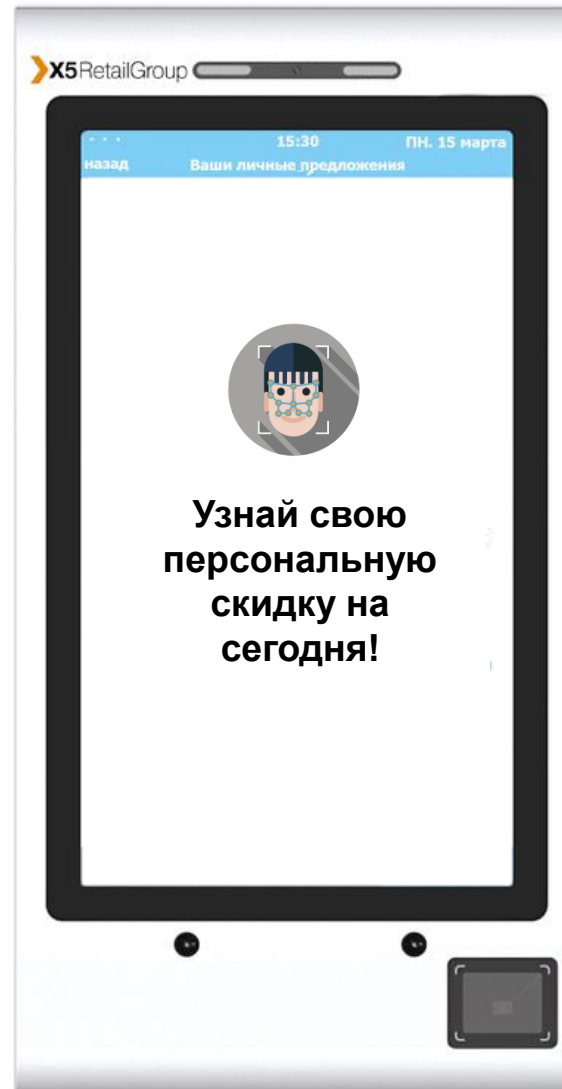 X5RetailGroup
15:30
ПН. 15 марта
назад
Ваши личные предложения
Узнай свою
персональную
скидку на
сегодня!